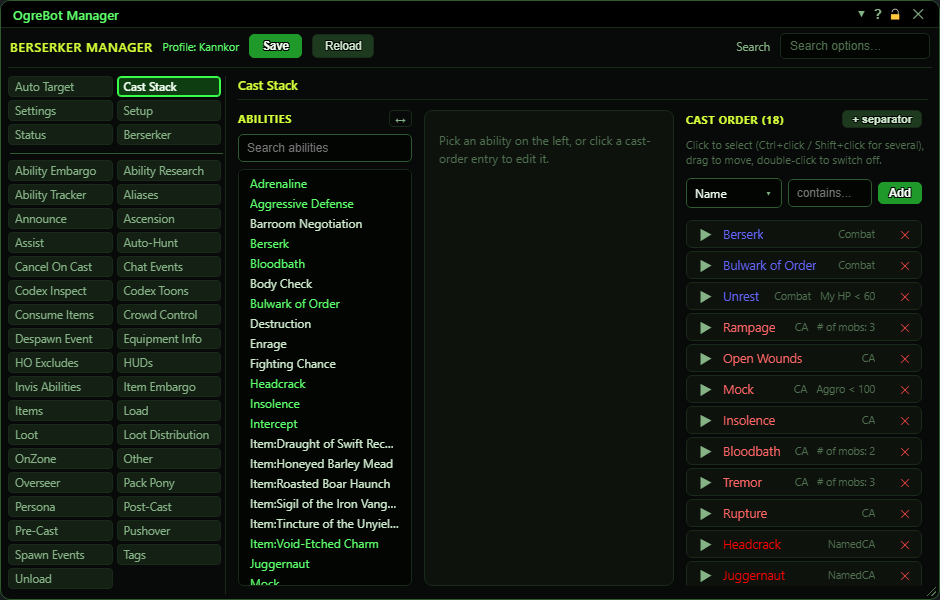 OgreBot Manager
▼ ? 🔓 ✕
BERSERKER MANAGER Profile: Kannkor Save Reload Search Search options...
Auto Target
Cast Stack
Settings
Setup
Status
Berserker
Ability Embargo
Ability Research
Ability Tracker
Aliases
Announce
Ascension
Assist
Auto-Hunt
Cancel On Cast
Chat Events
Codex Inspect
Codex Toons
Consume Items
Crowd Control
Despawn Event
Equipment Info
HO Excludes
HUDs
Invis Abilities
Item Embargo
Items
Load
Loot
Loot Distribution
OnZone
Other
Overseer
Pack Pony
Persona
Post-Cast
Pre-Cast
Pushover
Spawn Events
Tags
Unload
Cast Stack
ABILITIES ↔
Search abilities
Adrenaline
Aggressive Defense
Barroom Negotiation
Berserk
Bloodbath
Body Check
Bulwark of Order
Destruction
Enrage
Fighting Chance
Headcrack
Insolence
Intercept
Item:Draught of Swift Rec...
Item:Honeyed Barley Mead
Item:Roasted Boar Haunch
Item:Sigil of the Iron Vang...
Item:Tincture of the Unyiel...
Item:Void-Etched Charm
Juggernaut
Mock
Pick an ability on the left, or click a cast-
order entry to edit it.
CAST ORDER (18) + separator
Click to select (Ctrl+click / Shift+click for several),
drag to move, double-click to switch off.
Name contains... Add
Berserk Combat ✕
Bulwark of Order Combat ✕
Unrest Combat My HP < 60 ✕
Rampage CA # of mobs: 3 ✕
Open Wounds CA ✕
Mock CA Aggro < 100 ✕
Insolence CA ✕
Bloodbath CA # of mobs: 2 ✕
Tremor CA # of mobs: 3 ✕
Rupture CA ✕
Headcrack NamedCA ✕
Juggernaut NamedCA ✕